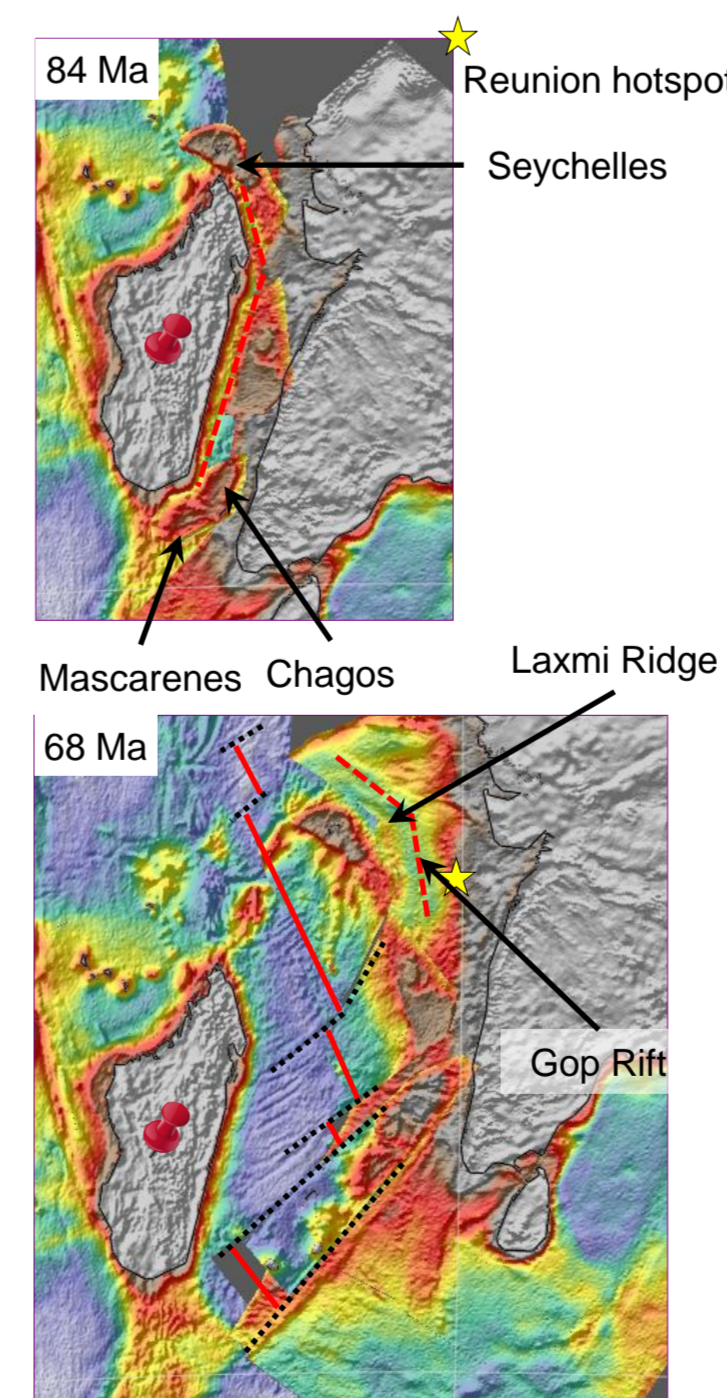 84 Ma
Reunion hotspot
Seychelles
Mascarenes
Chagos
Laxmi Ridge
68 Ma
Gop Rift